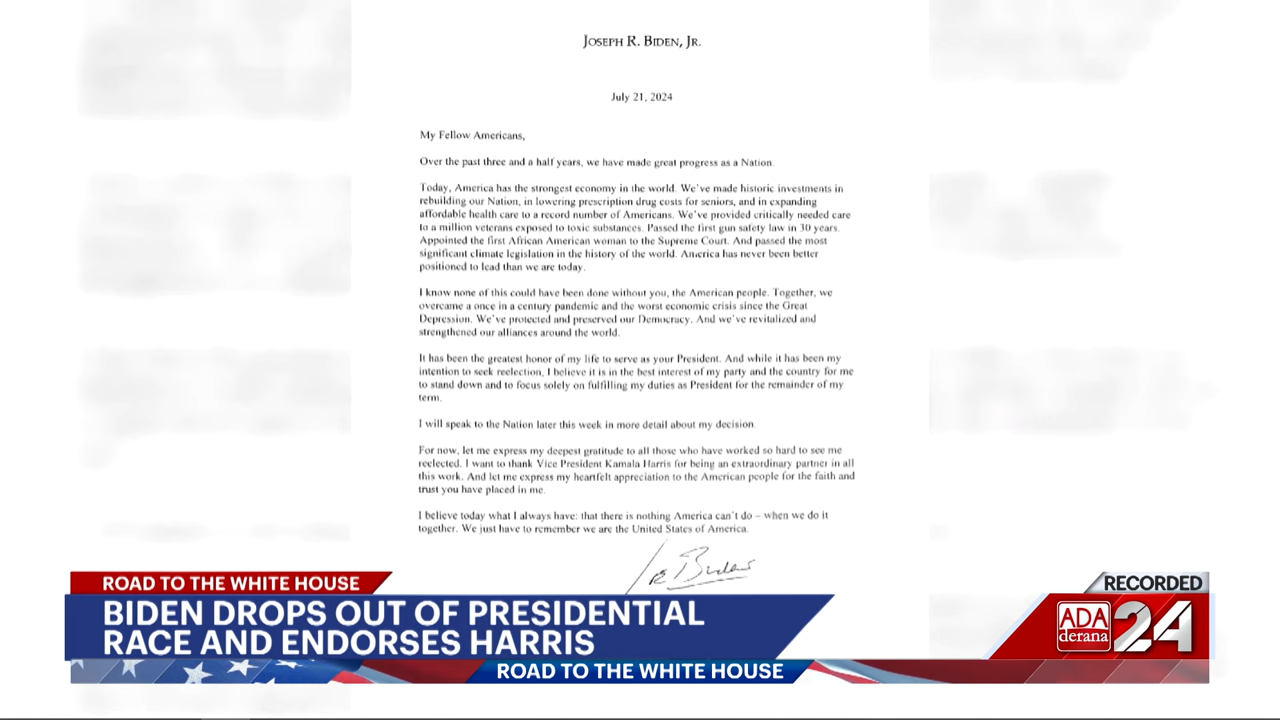 JOSEPH R. BIDEN, JR.
July 21, 2024
My Fellow Americans,
Over the past three and a half years, we have made great progress as a Nation.
Today, America has the strongest economy in the world. We've made historic investments in
rebuilding our Nation, in lowering prescription drug costs for seniors, and in expanding
affordable health care to a record number of Americans. We've provided critically needed care
to a million veterans exposed to toxic substances. Passed the first gun safety law in 30 years.
Appointed the first African American woman to the Supreme Court. And passed the most
significant climate legislation in the history of the world. America has never been better
positioned to lead than we are today.
I know none of this could have been done without you, the American people. Together, we
overcame a once in a century pandemic and the worst economic crisis since the Great
Depression. We've protected and preserved our Democracy. And we've revitalized and
strengthened our alliances around the world.
It has been the greatest honor of my life to serve as your President. And while it has been my
intention to seek reelection, I believe it is in the best interest of my party and the country for me
to stand down and to focus solely on fulfilling my duties as President for the remainder of my
term.
I will speak to the Nation later this week in more detail about my decision.
For now, let me express my deepest gratitude to all those who have worked so hard to see me
reelected. I want to thank Vice President Kamala Harris for being an extraordinary partner in all
this work. And let me express my heartfelt appreciation to the American people for the faith and
trust you have placed in me.
I believe today what I always have: that there is nothing America can't do – when we do it
together. We just have to remember we are the United States of America.
ROAD TO THE WHITE HOUSE
BIDEN DROPS OUT OF PRESIDENTIAL
RACE AND ENDORSES HARRIS
ROAD TO THE WHITE HOUSE
RECORDED
ADA
derana
24